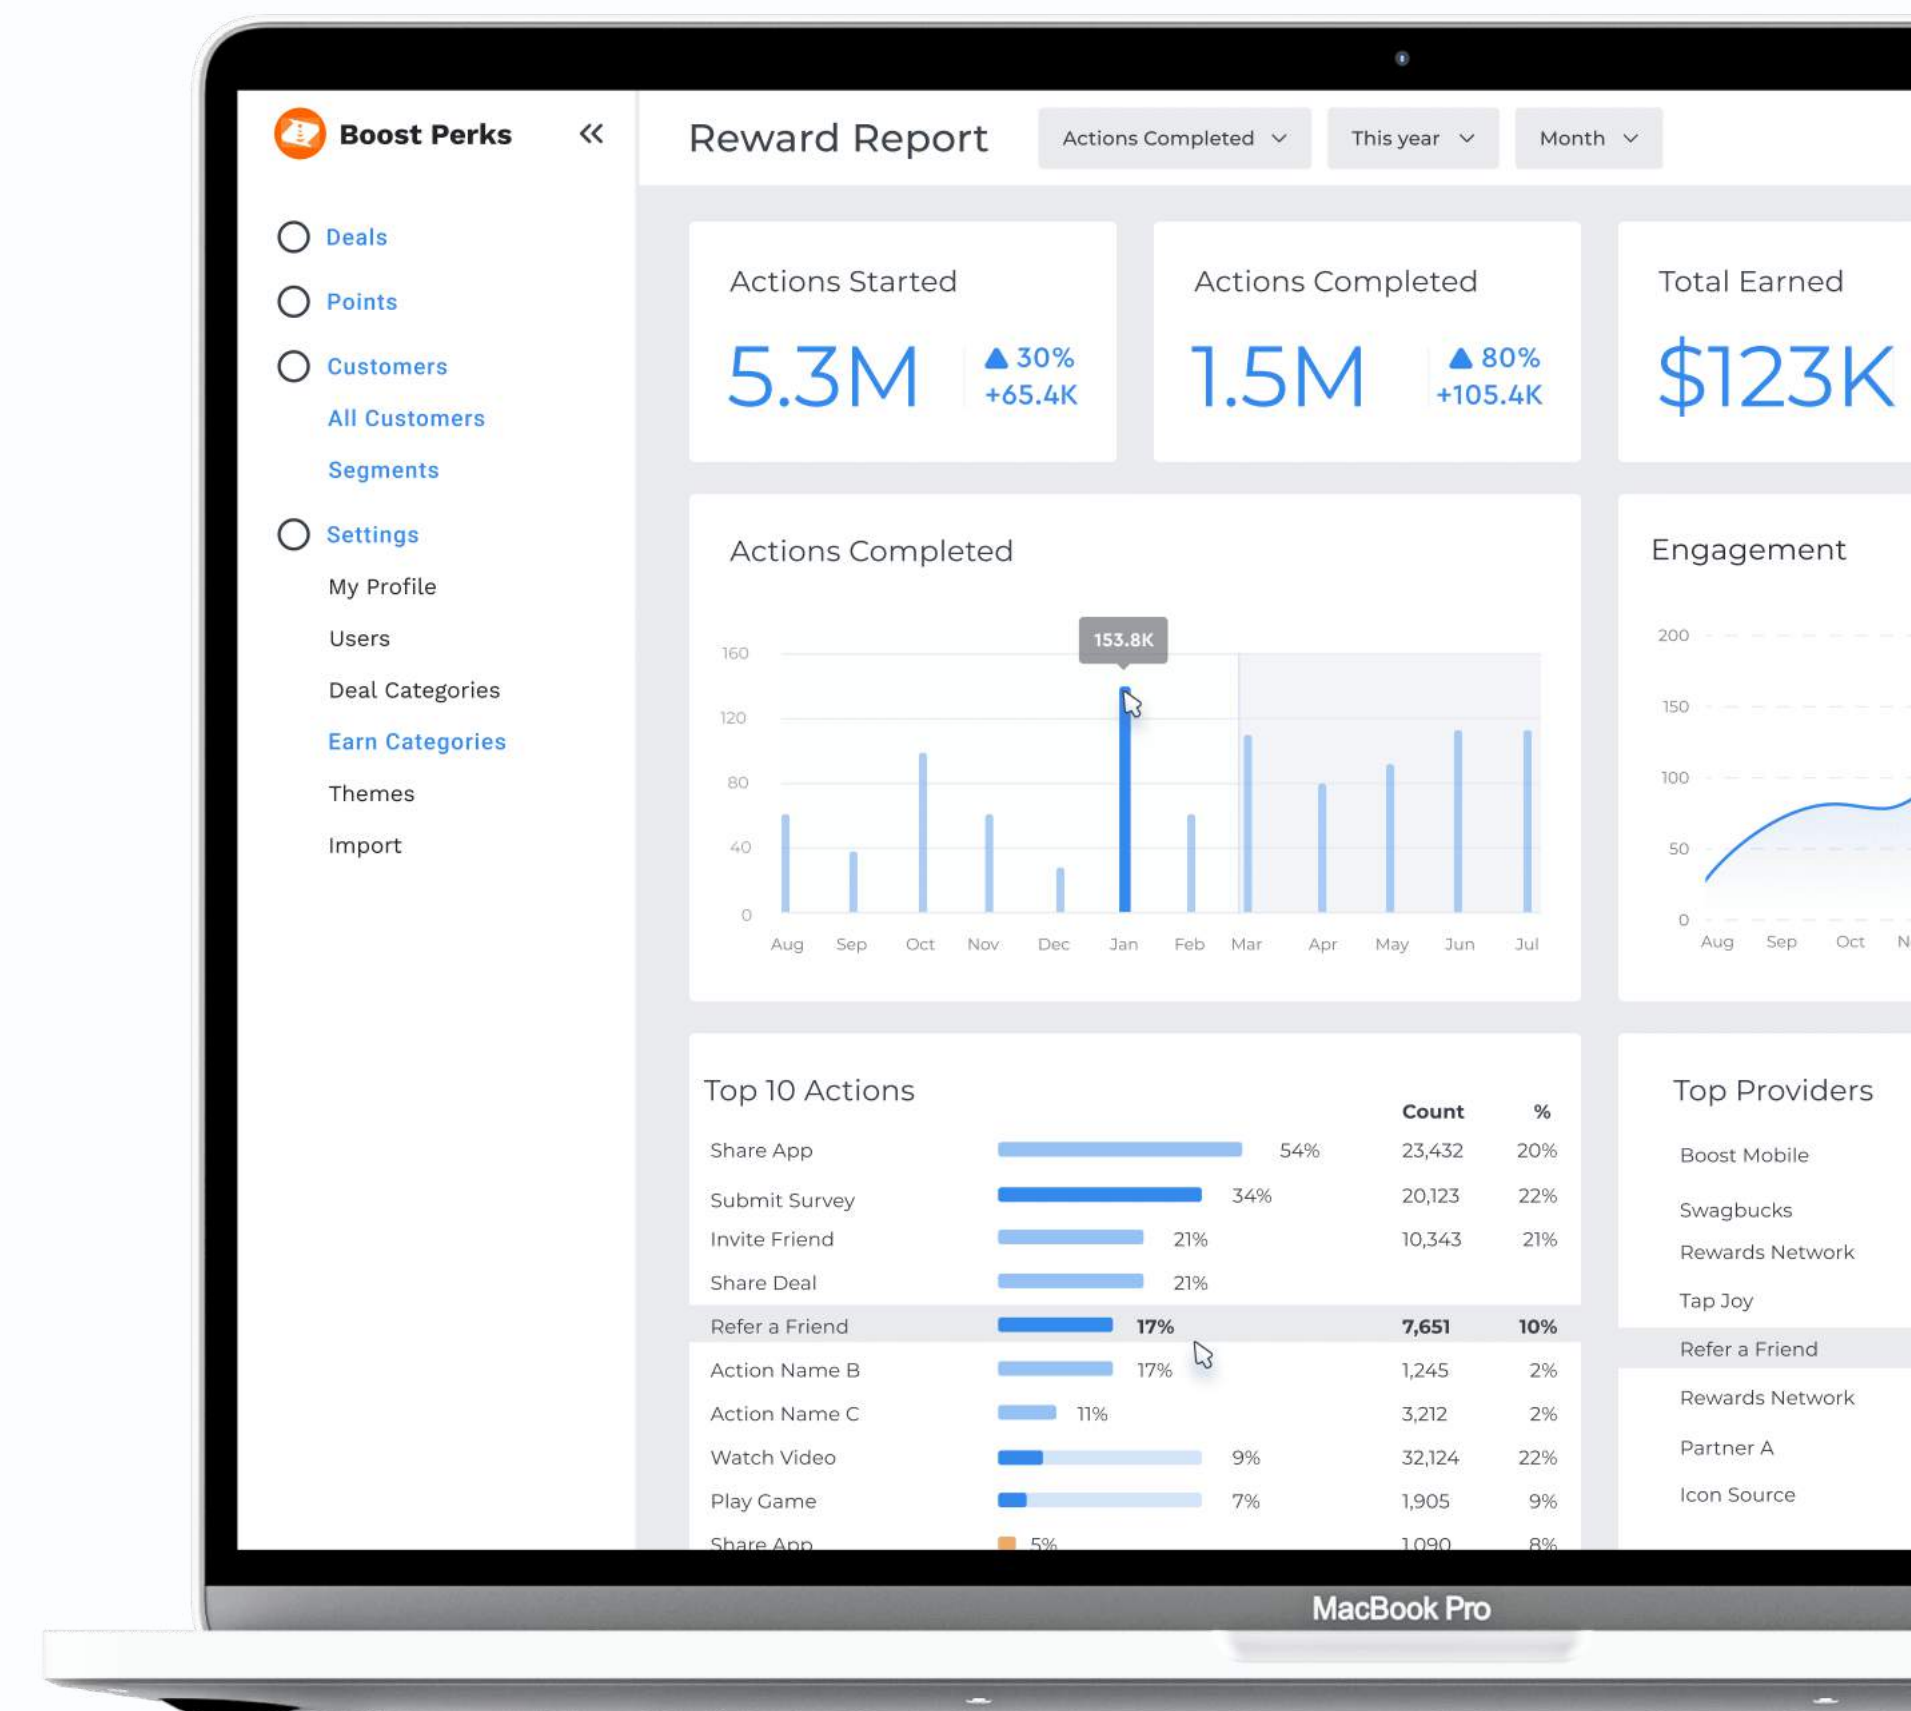 Boost Perks
Reward Report
Actions Completed
This year
Month
Deals
Points
Customers
All Customers
Segments
Settings
My Profile
Users
Deal Categories
Earn Categories
Themes
Import
Actions Started
5.3M
30%
+65.4K
Actions Completed
1.5M
80%
+105.4K
Total Earned
$123K
Actions Completed
153.8K
160
120
80
40
0
Aug Sep Oct Nov Dec Jan Feb Mar Apr May Jun Jul
Engagement
200
150
100
50
0
Aug Sep Oct N
Top 10 Actions
Count %
Share App 54% 23,432 20%
Submit Survey 34% 20,123 22%
Invite Friend 21% 10,343 21%
Share Deal 21%
Refer a Friend 17% 7,651 10%
Action Name B 17% 1,245 2%
Action Name C 11% 3,212 2%
Watch Video 9% 32,124 22%
Play Game 7% 1,905 9%
Share App 5% 1,090 8%
Top Providers
Boost Mobile
Swagbucks
Rewards Network
Tap Joy
Refer a Friend
Rewards Network
Partner A
Icon Source
MacBook Pro